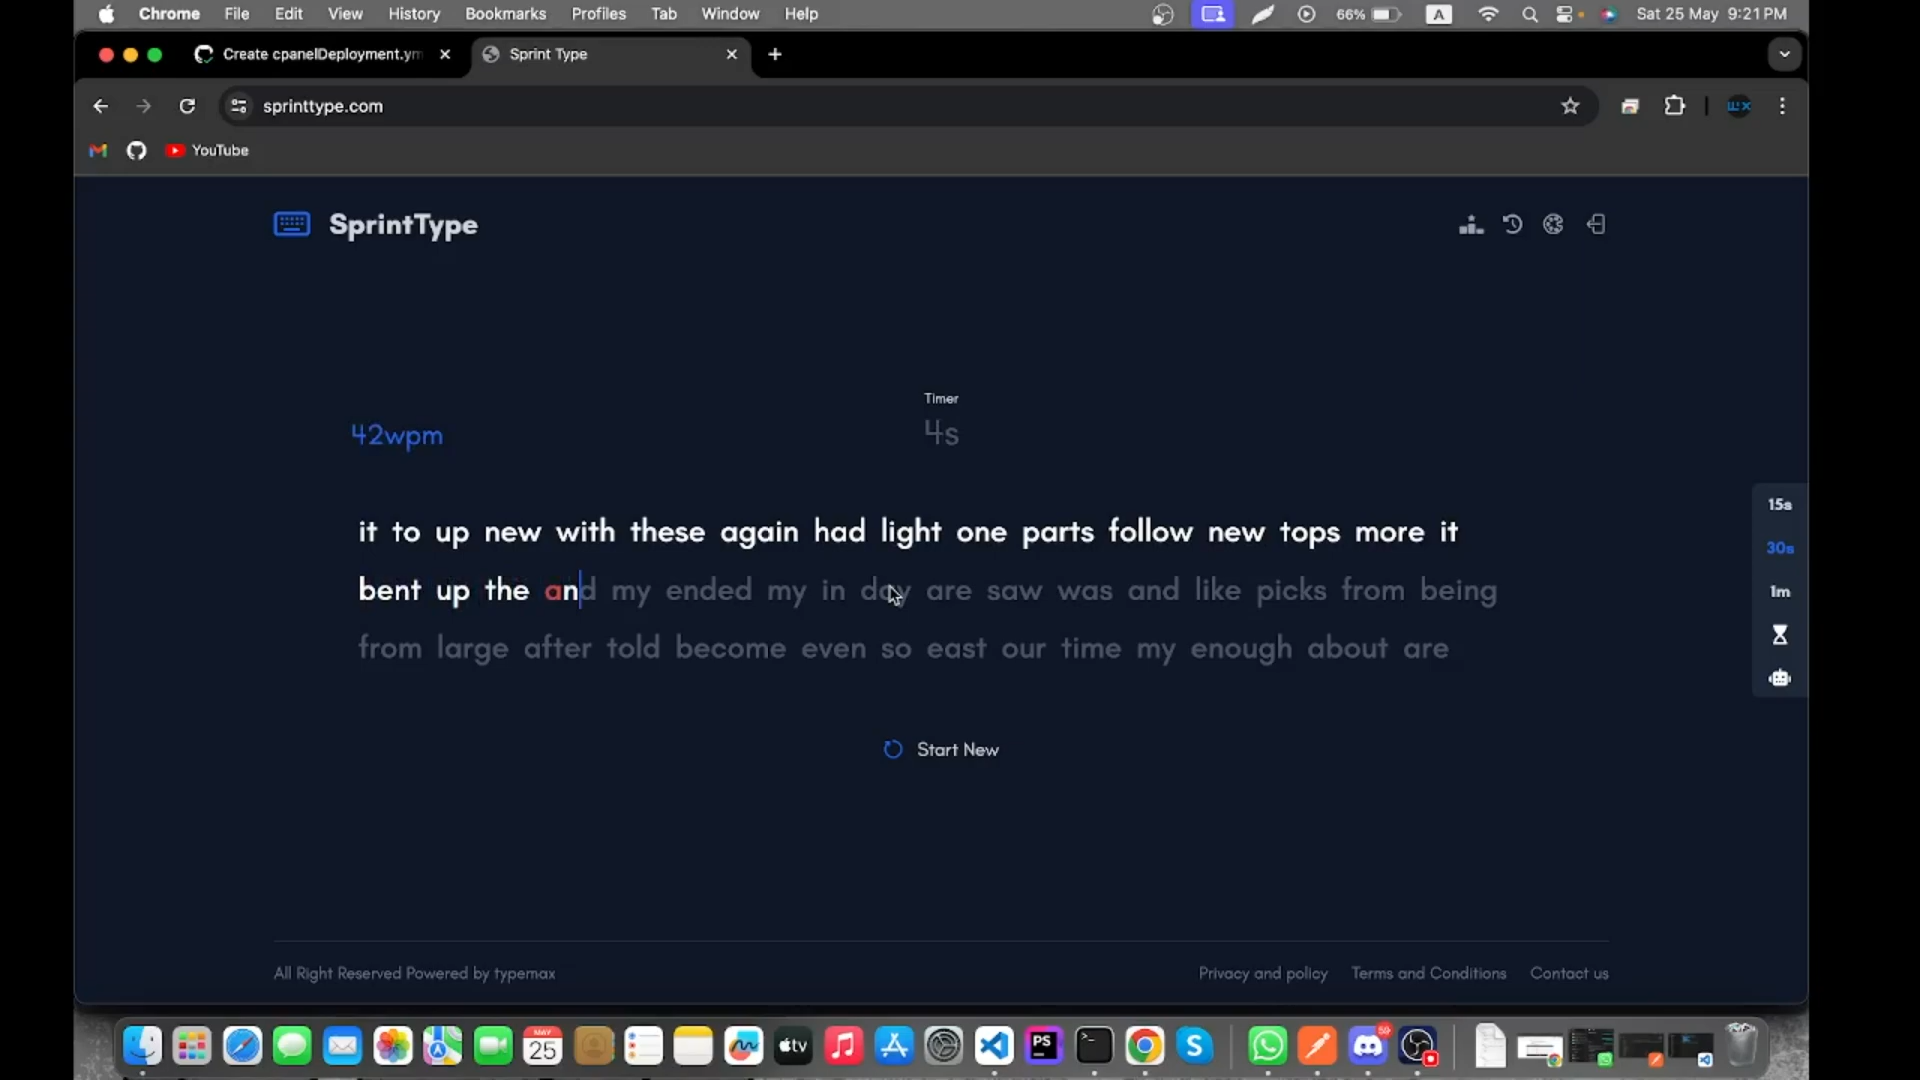 Chrome File Edit View History Bookmarks Profiles Tab Window Help 66% A Sat 25 May 9:21 PM
Create cpanelDeployment.ym Sprint Type
sprinttype.com
YouTube
SprintType
Timer
42wpm 4s
15s
it to up new with these again had light one parts follow new tops more it
30s
bent up the and my ended my in day are saw was and like picks from being
1m
from large after told become even so east our time my enough about are
Start New
All Right Reserved Powered by typemax Privacy and policy Terms and Conditions Contact us
MAY
25
tv
PS
S